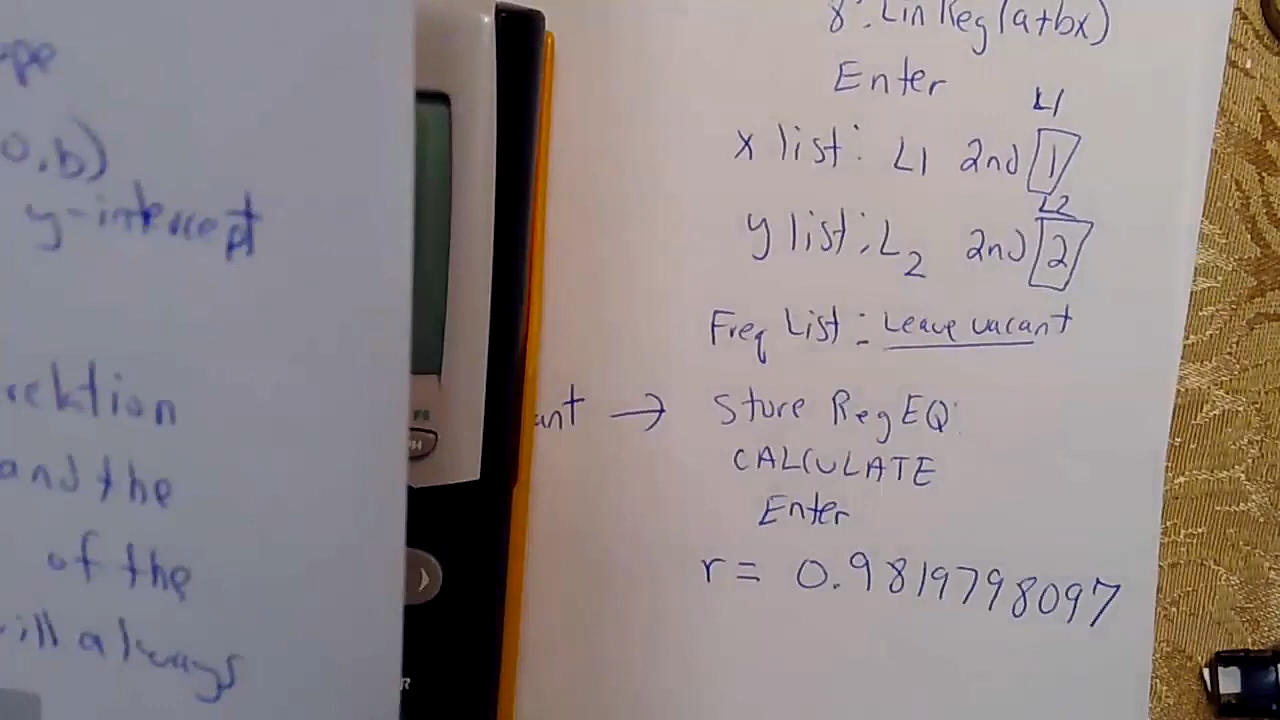 pe
0,b)
y-intercept
and the
of the
ill always
F5
8: LinReg(a+bx)
Enter
L1
x list: L1 2nd 1
L2
y list: L2 2nd 2
Freq List: Leave vacant
ant → Store RegEQ:
CALCULATE
Enter
r = 0.9819798097